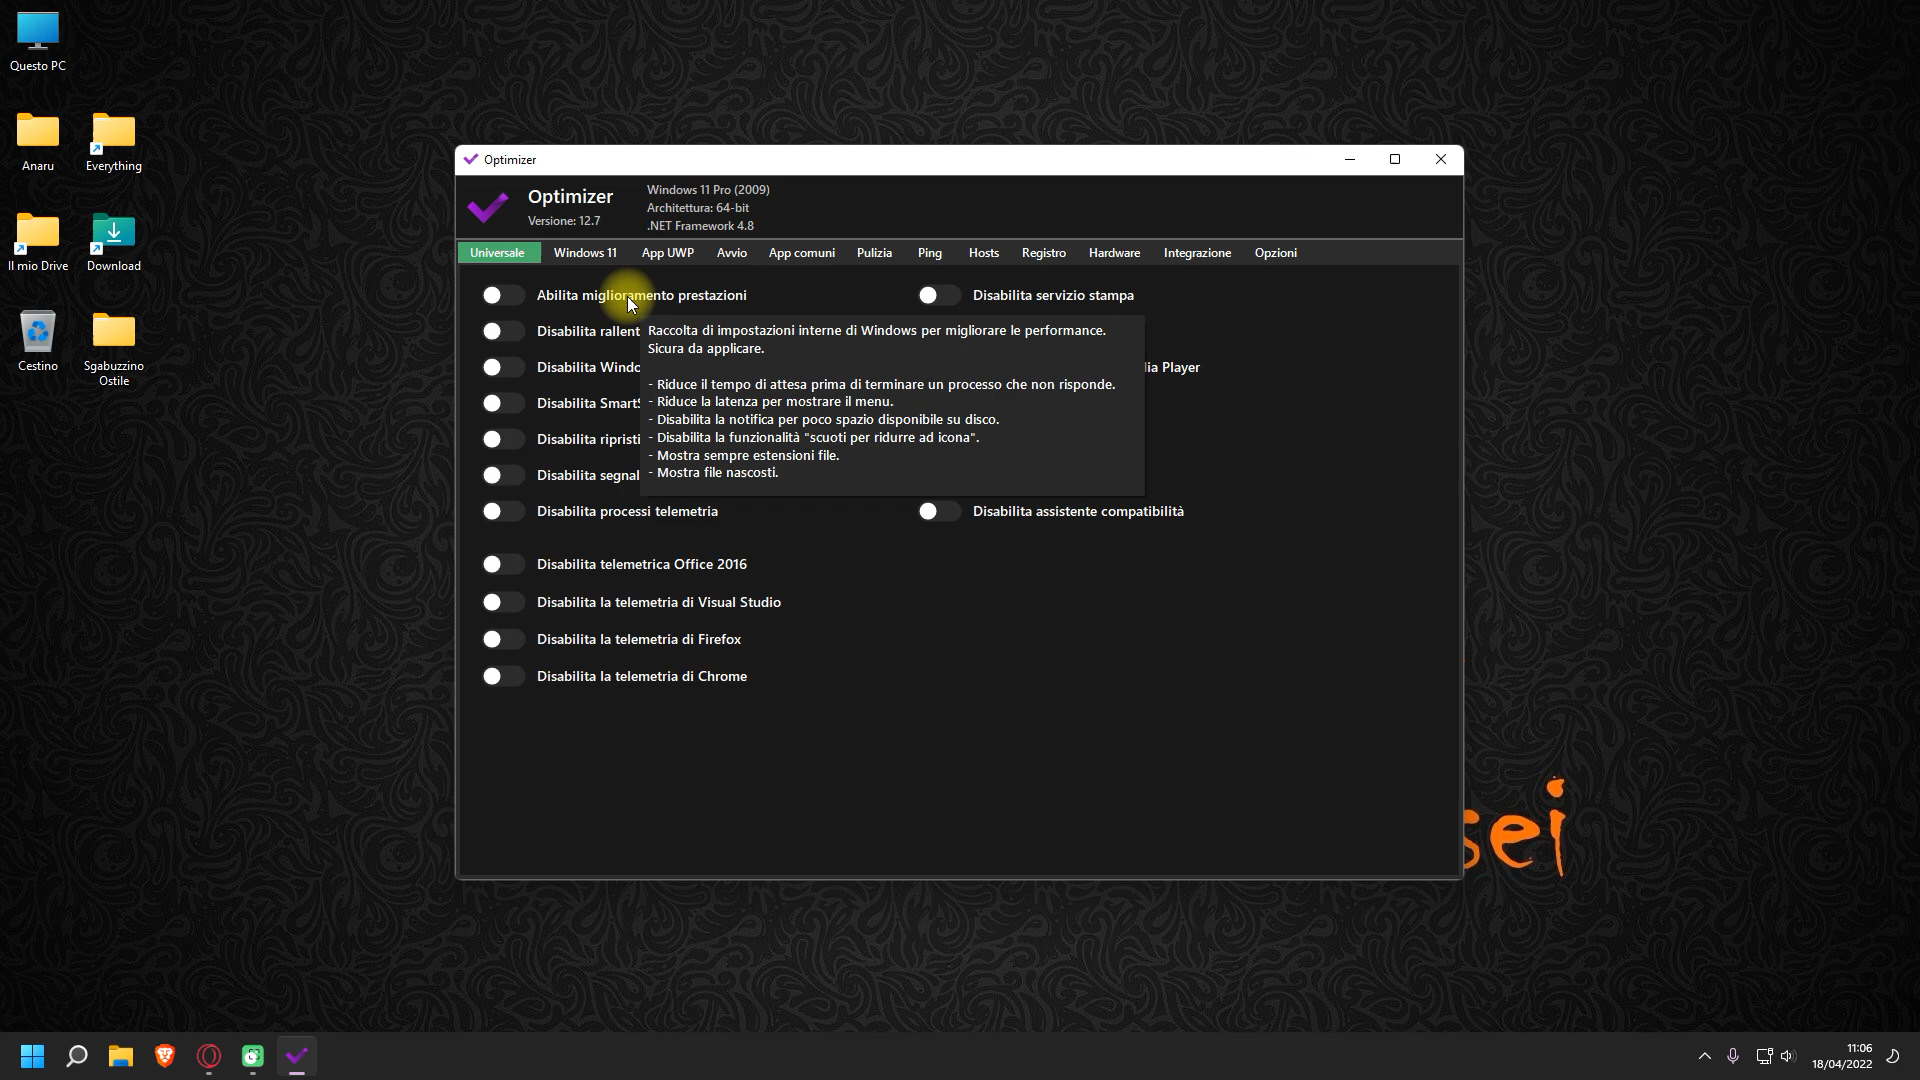 Questo PC
Anaru
Everything
Il mio Drive
Download
Cestino
Sgabuzzino
Ostile
Optimizer
Optimizer
Versione: 12.7
Windows 11 Pro (2009)
Architettura: 64-bit
.NET Framework 4.8
Universale
Windows 11
App UWP
Avvio
App comuni
Pulizia
Ping
Hosts
Registro
Hardware
Integrazione
Opzioni
Abilita miglioramento prestazioni
Disabilita servizio stampa
Disabilita rallent
Disabilita Windo
Disabilita SmartS
Disabilita ripristi
Disabilita segnal
Raccolta di impostazioni interne di Windows per migliorare le performance.
Sicura da applicare.
- Riduce il tempo di attesa prima di terminare un processo che non risponde.
- Riduce la latenza per mostrare il menu.
- Disabilita la notifica per poco spazio disponibile su disco.
- Disabilita la funzionalità "scuoti per ridurre ad icona".
- Mostra sempre estensioni file.
- Mostra file nascosti.
ia Player
Disabilita processi telemetria
Disabilita assistente compatibilità
Disabilita telemetrica Office 2016
Disabilita la telemetria di Visual Studio
Disabilita la telemetria di Firefox
Disabilita la telemetria di Chrome
sei
11:06
18/04/2022